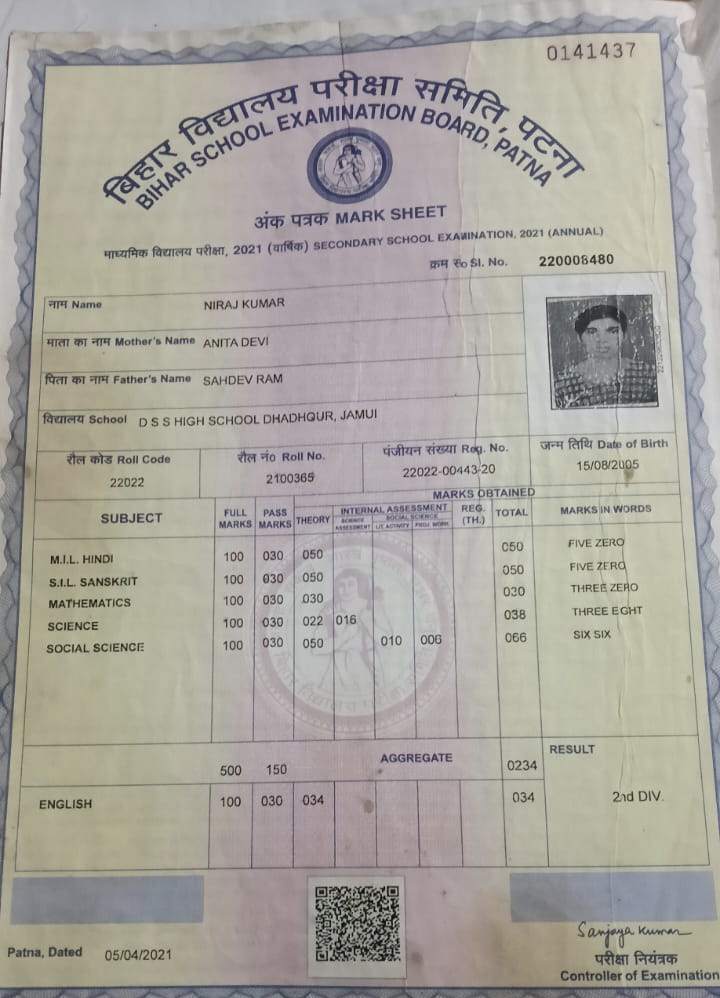 0141437
बिहार विद्यालय परीक्षा समिति, पटना
BIHAR SCHOOL EXAMINATION BOARD, PATNA
अंक पत्रक MARK SHEET
माध्यमिक विद्यालय परीक्षा, 2021 (वार्षिक) SECONDARY SCHOOL EXAMINATION, 2021 (ANNUAL)
क्रम सं० Sl. No. 220008480
नाम Name NIRAJ KUMAR
माता का नाम Mother's Name ANITA DEVI
पिता का नाम Father's Name SAHDEV RAM
विद्यालय School D S S HIGH SCHOOL DHADHOUR, JAMUI
रौल कोड Roll Code रौल नं० Roll No. पंजीयन संख्या Reg. No. जन्म तिथि Date of Birth
22022 2100365 22022-00443-20 15/08/2005
MARKS OBTAINED
SUBJECT FULL MARKS PASS MARKS THEORY INTERNAL ASSESSMENT REG. (TH.) TOTAL MARKS IN WORDS
SCIENCE ASSESSMENT SOCIAL SCIENCE LIT. ACTIVITY PROJ. WORK
M.I.L. HINDI 100 030 050 050 FIVE ZERO
S.I.L. SANSKRIT 100 030 050 050 FIVE ZERO
MATHEMATICS 100 030 030 030 THREE ZERO
SCIENCE 100 030 022 016 038 THREE EIGHT
SOCIAL SCIENCE 100 030 050 010 006 066 SIX SIX
500 150 AGGREGATE 0234 RESULT
ENGLISH 100 030 034 034 2nd DIV.
Patna, Dated 05/04/2021
Sanjaya Kumar
परीक्षा नियंत्रक
Controller of Examination